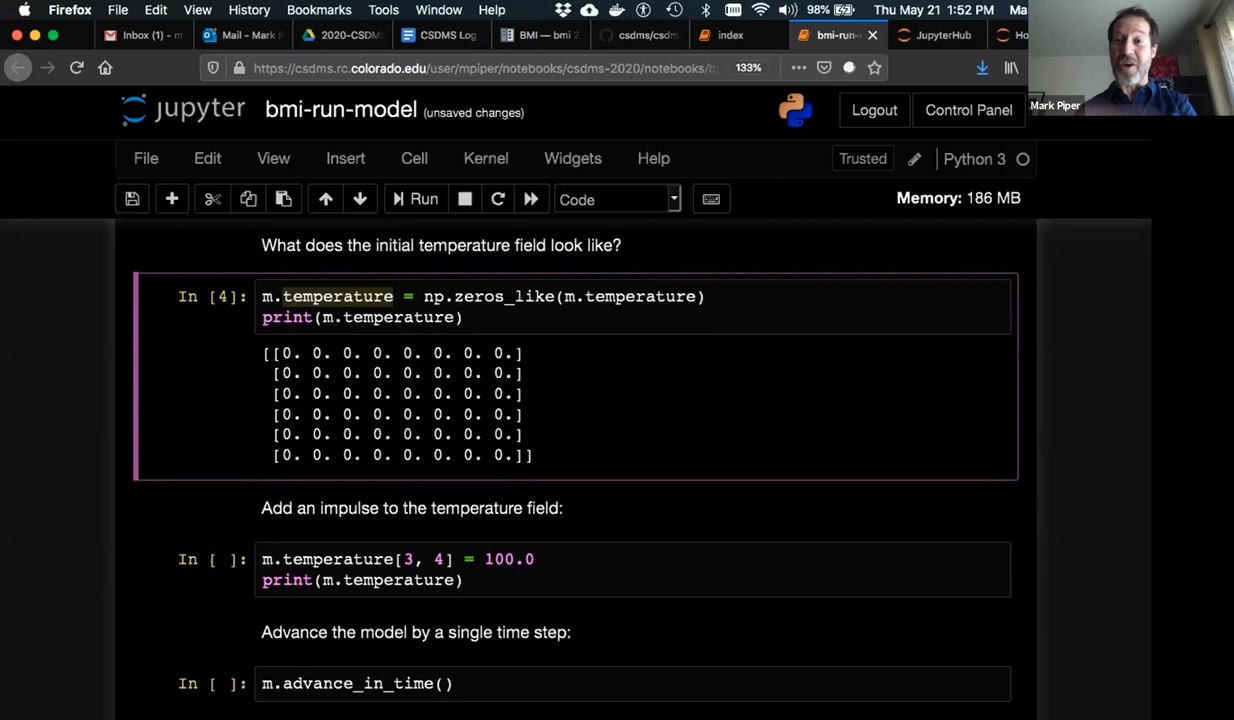 Firefox File Edit View History Bookmarks Tools Window Help 98% Thu May 21 1:52 PM Ma
Inbox (1) - m Mail - Mark P 2020-CSDM CSDMS Log BMI — bmi 2 csdms/csdm index bmi-run- JupyterHub Ho
https://csdms.rc.colorado.edu/user/mpiper/notebooks/csdms-2020/notebooks/b 133%
Mark Piper
jupyter bmi-run-model (unsaved changes) Logout Control Panel
File Edit View Insert Cell Kernel Widgets Help Trusted Python 3
Run Code Memory: 186 MB
What does the initial temperature field look like?
In [4]: m.temperature = np.zeros_like(m.temperature)
print(m.temperature)
[[0. 0. 0. 0. 0. 0. 0. 0.]
[0. 0. 0. 0. 0. 0. 0. 0.]
[0. 0. 0. 0. 0. 0. 0. 0.]
[0. 0. 0. 0. 0. 0. 0. 0.]
[0. 0. 0. 0. 0. 0. 0. 0.]
[0. 0. 0. 0. 0. 0. 0. 0.]]
Add an impulse to the temperature field:
In [ ]: m.temperature[3, 4] = 100.0
print(m.temperature)
Advance the model by a single time step:
In [ ]: m.advance_in_time()